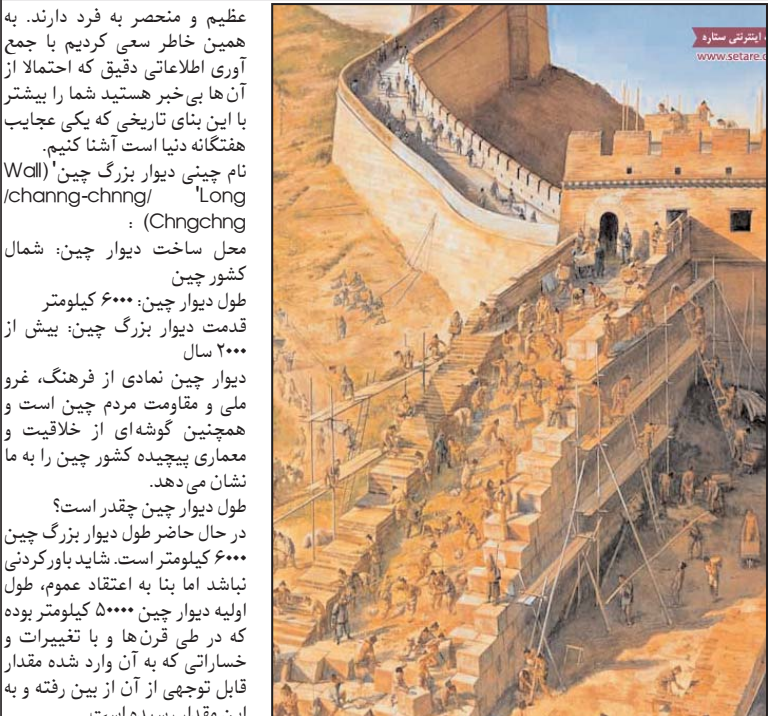 عظیم و منحصر به فرد دارند. به
همین خاطر سعی کردیم با جمع
آوری اطلاعاتی دقیق که احتمالا از
آن‌ها بی‌خبر هستید شما را بیشتر
با این بنای تاریخی که یکی عجایب
هفتگانه دنیا است آشنا کنیم.
نام چینی دیوار بزرگ چین'(Wall
/channg-chnng/ 'Long
: (Chngchng
محل ساخت دیوار چین: شمال
کشور چین
طول دیوار چین: ۶۰۰۰ کیلومتر
قدمت دیوار بزرگ چین: بیش از
۲۰۰۰ سال
دیوار چین نمادی از فرهنگ، غرو
ملی و مقاومت مردم چین است و
همچنین گوشه‌ای از خلاقیت و
معماری پیچیده کشور چین را به ما
نشان می‌دهد.
طول دیوار چین چقدر است؟
در حال حاضر طول دیوار بزرگ چین
۶۰۰۰ کیلومتر است. شاید باورکردنی
نباشد اما بنا به اعتقاد عموم، طول
اولیه دیوار چین ۵۰۰۰۰ کیلومتر بوده
که در طی قرن‌ها و با تغییرات و
خساراتی که به آن وارد شده مقدار
قابل توجهی از آن از بین رفته و به
این مقدار رسیده است
اینترنتی ستاره
www.setare.c